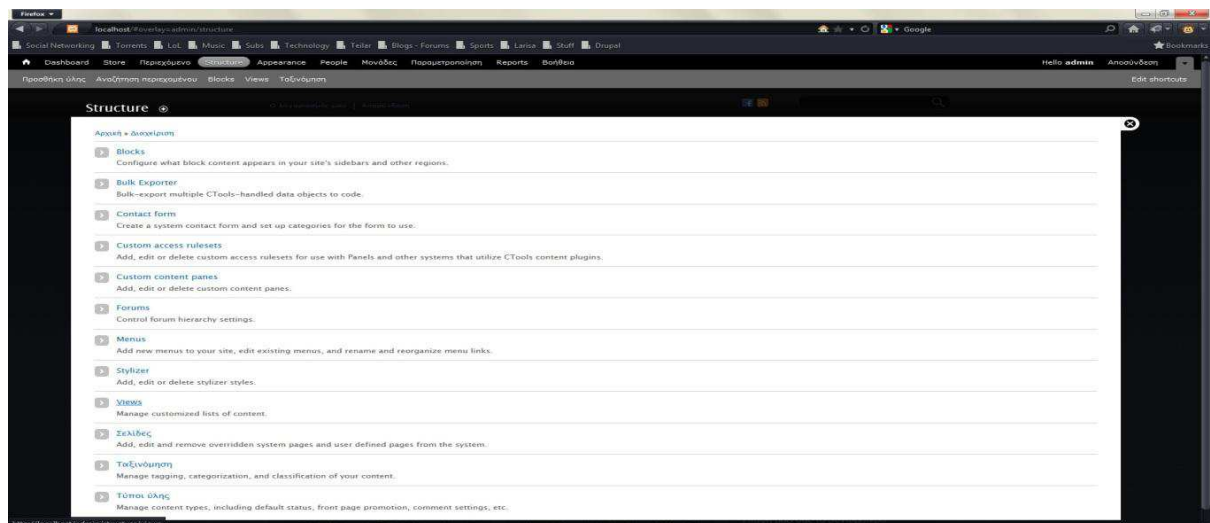 Firefox
localhost/#overlay=admin/structure
Google
Social Networking Torrents LoL Music Subs Technology Teilar Blogs - Forums Sports Larisa Stuff Drupal Bookmarks
Dashboard Store Περιεχόμενο Structure Appearance People Μονάδες Παραμετροποίηση Reports Βοήθεια Hello admin Αποσύνδεση
Προσθήκη ύλης Αναζήτηση περιεχομένου Blocks Views Ταξινόμηση Edit shortcuts
Structure
Αρχική » Διαχείριση
Blocks
Configure what block content appears in your site's sidebars and other regions.
Bulk Exporter
Bulk-export multiple CTools-handled data objects to code.
Contact form
Create a system contact form and set up categories for the form to use.
Custom access rulesets
Add, edit or delete custom access rulesets for use with Panels and other systems that utilize CTools content plugins.
Custom content panes
Add, edit or delete custom content panes.
Forums
Control forum hierarchy settings.
Menus
Add new menus to your site, edit existing menus, and rename and reorganize menu links.
Stylizer
Add, edit or delete stylizer styles.
Views
Manage customized lists of content.
Σελίδες
Add, edit and remove overridden system pages and user defined pages from the system.
Ταξινόμηση
Manage tagging, categorization, and classification of your content.
Τύποι ύλης
Manage content types, including default status, front page promotion, comment settings, etc.